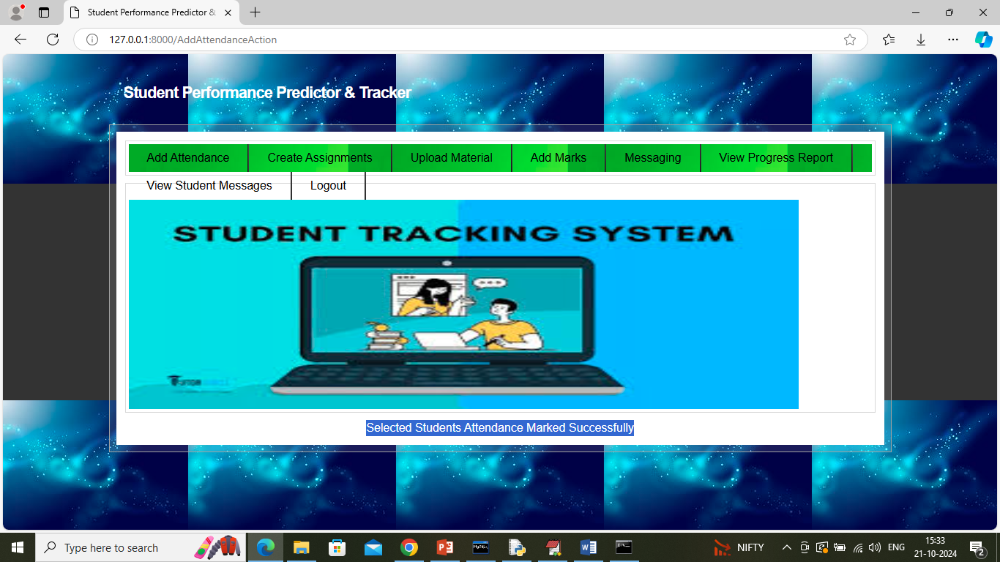 Student Performance Predictor &
127.0.0.1:8000/AddAttendanceAction
Student Performance Predictor & Tracker
Add Attendance Create Assignments Upload Material Add Marks Messaging View Progress Report
View Student Messages Logout
STUDENT TRACKING SYSTEM
Selected Students Attendance Marked Successfully
Type here to search
NIFTY
ENG
15:33
21-10-2024
2